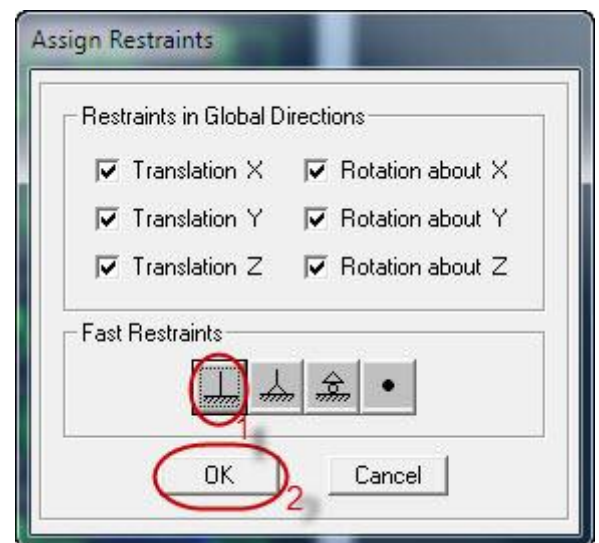 Assign Restraints
Restraints in Global Directions
Translation X Rotation about X
Translation Y Rotation about Y
Translation Z Rotation about Z
Fast Restraints
1
OK Cancel
2